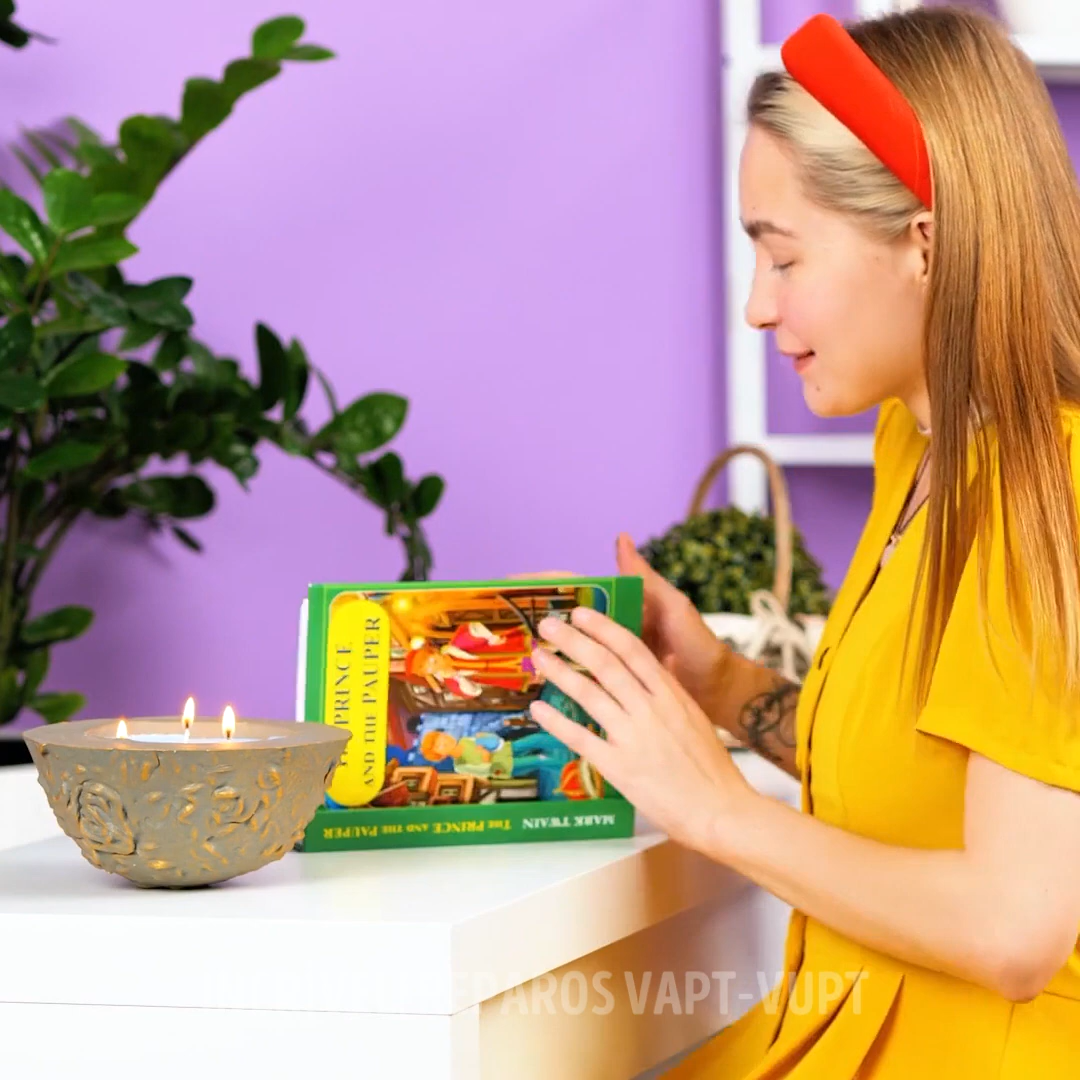 PRINCE
AND THE PAUPER
MARK TWAIN THE PRINCE AND THE PAUPER
REPAROS VAPT-VUPT